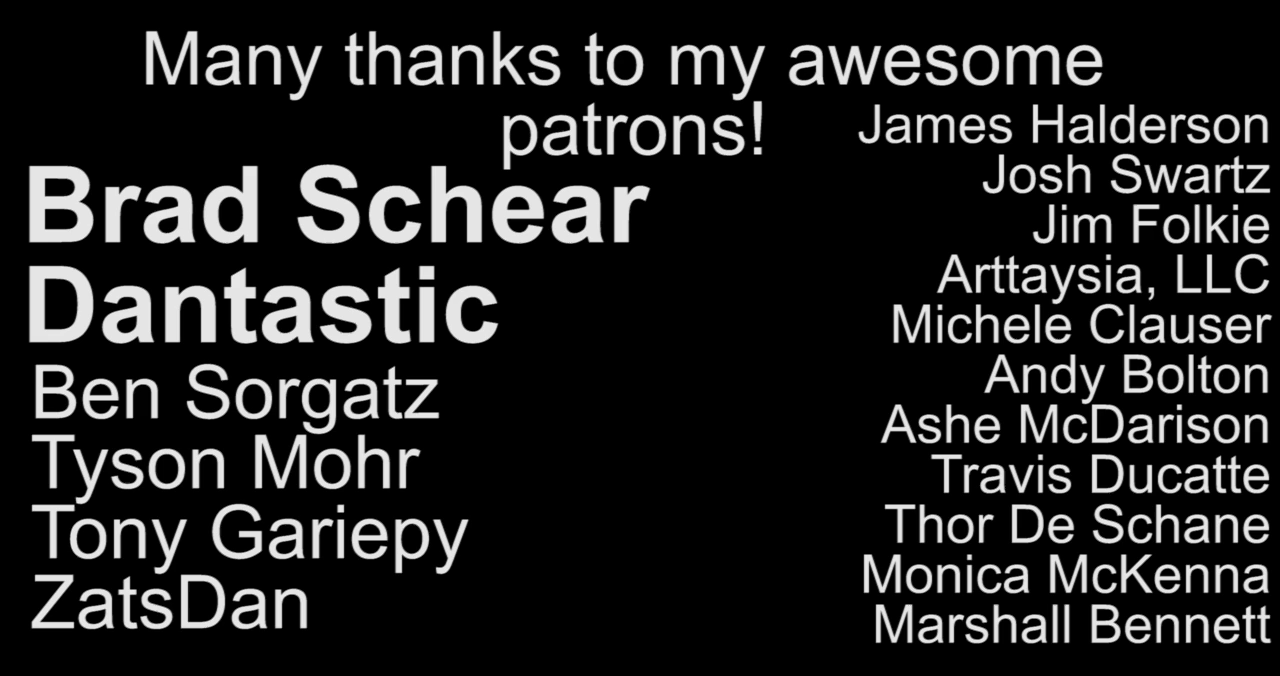 Many thanks to my awesome
patrons!
Brad Schear
Dantastic
Ben Sorgatz
Tyson Mohr
Tony Gariepy
ZatsDan
James Halderson
Josh Swartz
Jim Folkie
Arttaysia, LLC
Michele Clauser
Andy Bolton
Ashe McDarison
Travis Ducatte
Thor De Schane
Monica McKenna
Marshall Bennett